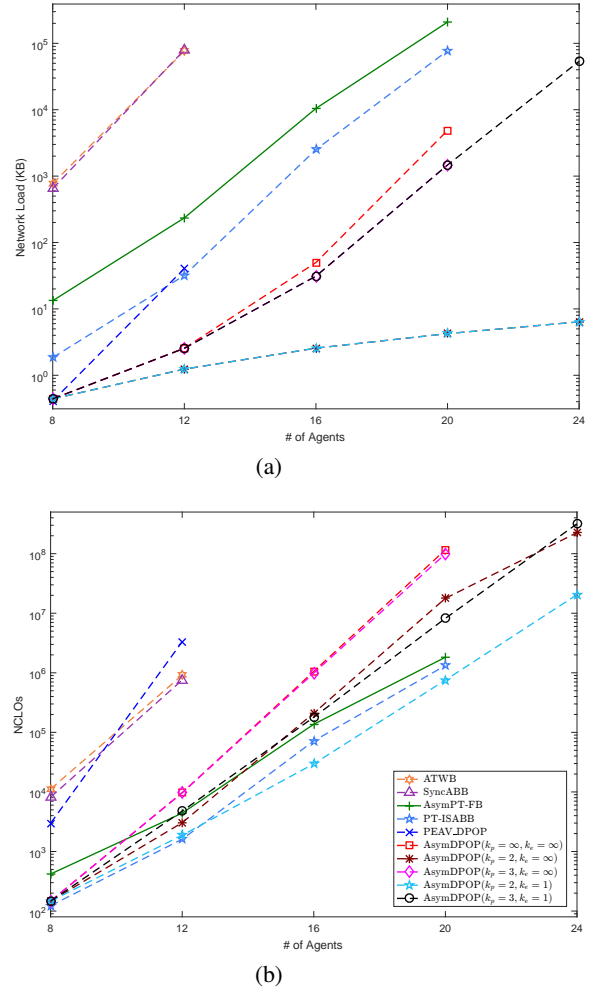 10^5
10^4
10^3
10^2
10^1
10^0
Network Load (KB)
8 12 16 20 24
# of Agents
(a)
10^8
10^7
10^6
10^5
10^4
10^3
10^2
NCLOs
ATWB
SyncABB
AsymPT-FB
PT-ISABB
PEAV_DPOP
AsymDPOP(k_p = ∞, k_e = ∞)
AsymDPOP(k_p = 2, k_e = ∞)
AsymDPOP(k_p = 3, k_e = ∞)
AsymDPOP(k_p = 2, k_e = 1)
AsymDPOP(k_p = 3, k_e = 1)
8 12 16 20 24
# of Agents
(b)